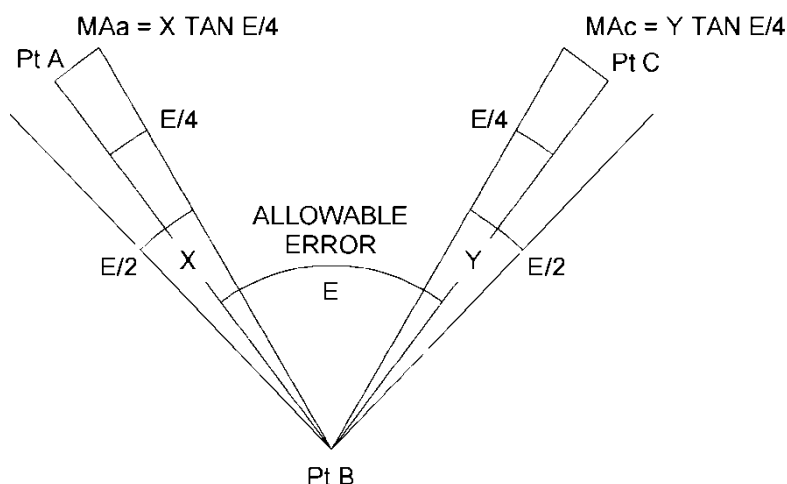 MAa = X TAN E/4
MAc = Y TAN E/4
Pt A
Pt C
E/4
E/4
ALLOWABLE
ERROR
E/2
X
E
Y
E/2
Pt B